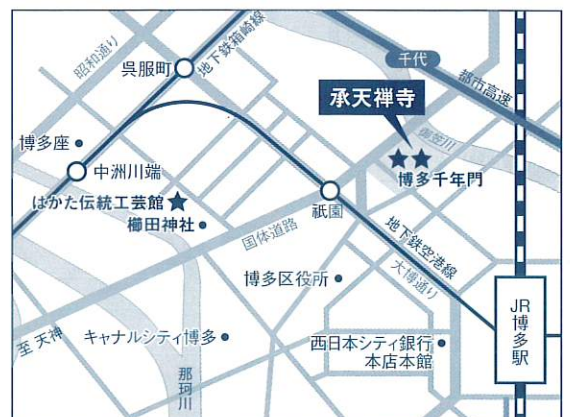 昭和通り
呉服町
地下鉄箱崎線
千代
都市高速
承天禅寺
御笠川
博多座
中洲川端
博多千年門
はかた伝統工芸館
櫛田神社
祇園
国体道路
地下鉄空港線
大博通り
博多区役所
JR博多駅
至 天神
キャナルシティ博多
西日本シティ銀行
本店本館
那珂川